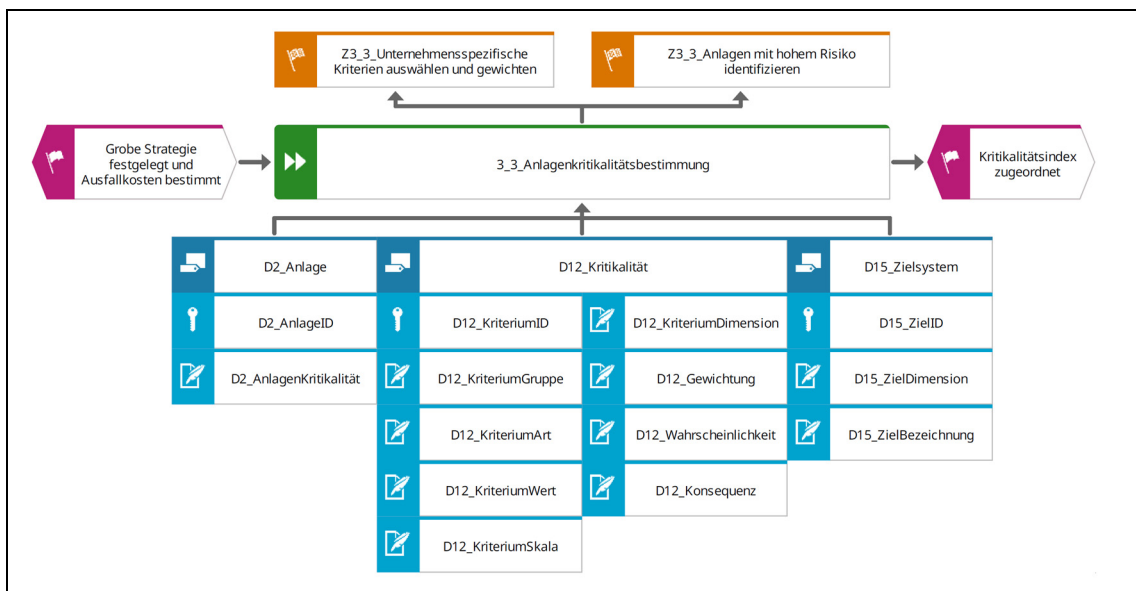 Z3_3_Unternehmensspezifische
Kriterien auswählen und gewichten
Z3_3_Anlagen mit hohem Risiko
identifizieren
Grobe Strategie
festgelegt und
Ausfallkosten bestimmt
3_3_Anlagenkritikalitätsbestimmung
Kritikalitätsindex
zugeordnet
D2_Anlage
D12_Kritikalität
D15_Zielsystem
D2_AnlageID
D12_KriteriumID
D12_KriteriumDimension
D15_ZielID
D2_AnlagenKritikalität
D12_KriteriumGruppe
D12_Gewichtung
D15_ZielDimension
D12_KriteriumArt
D12_Wahrscheinlichkeit
D15_ZielBezeichnung
D12_KriteriumWert
D12_Konsequenz
D12_KriteriumSkala